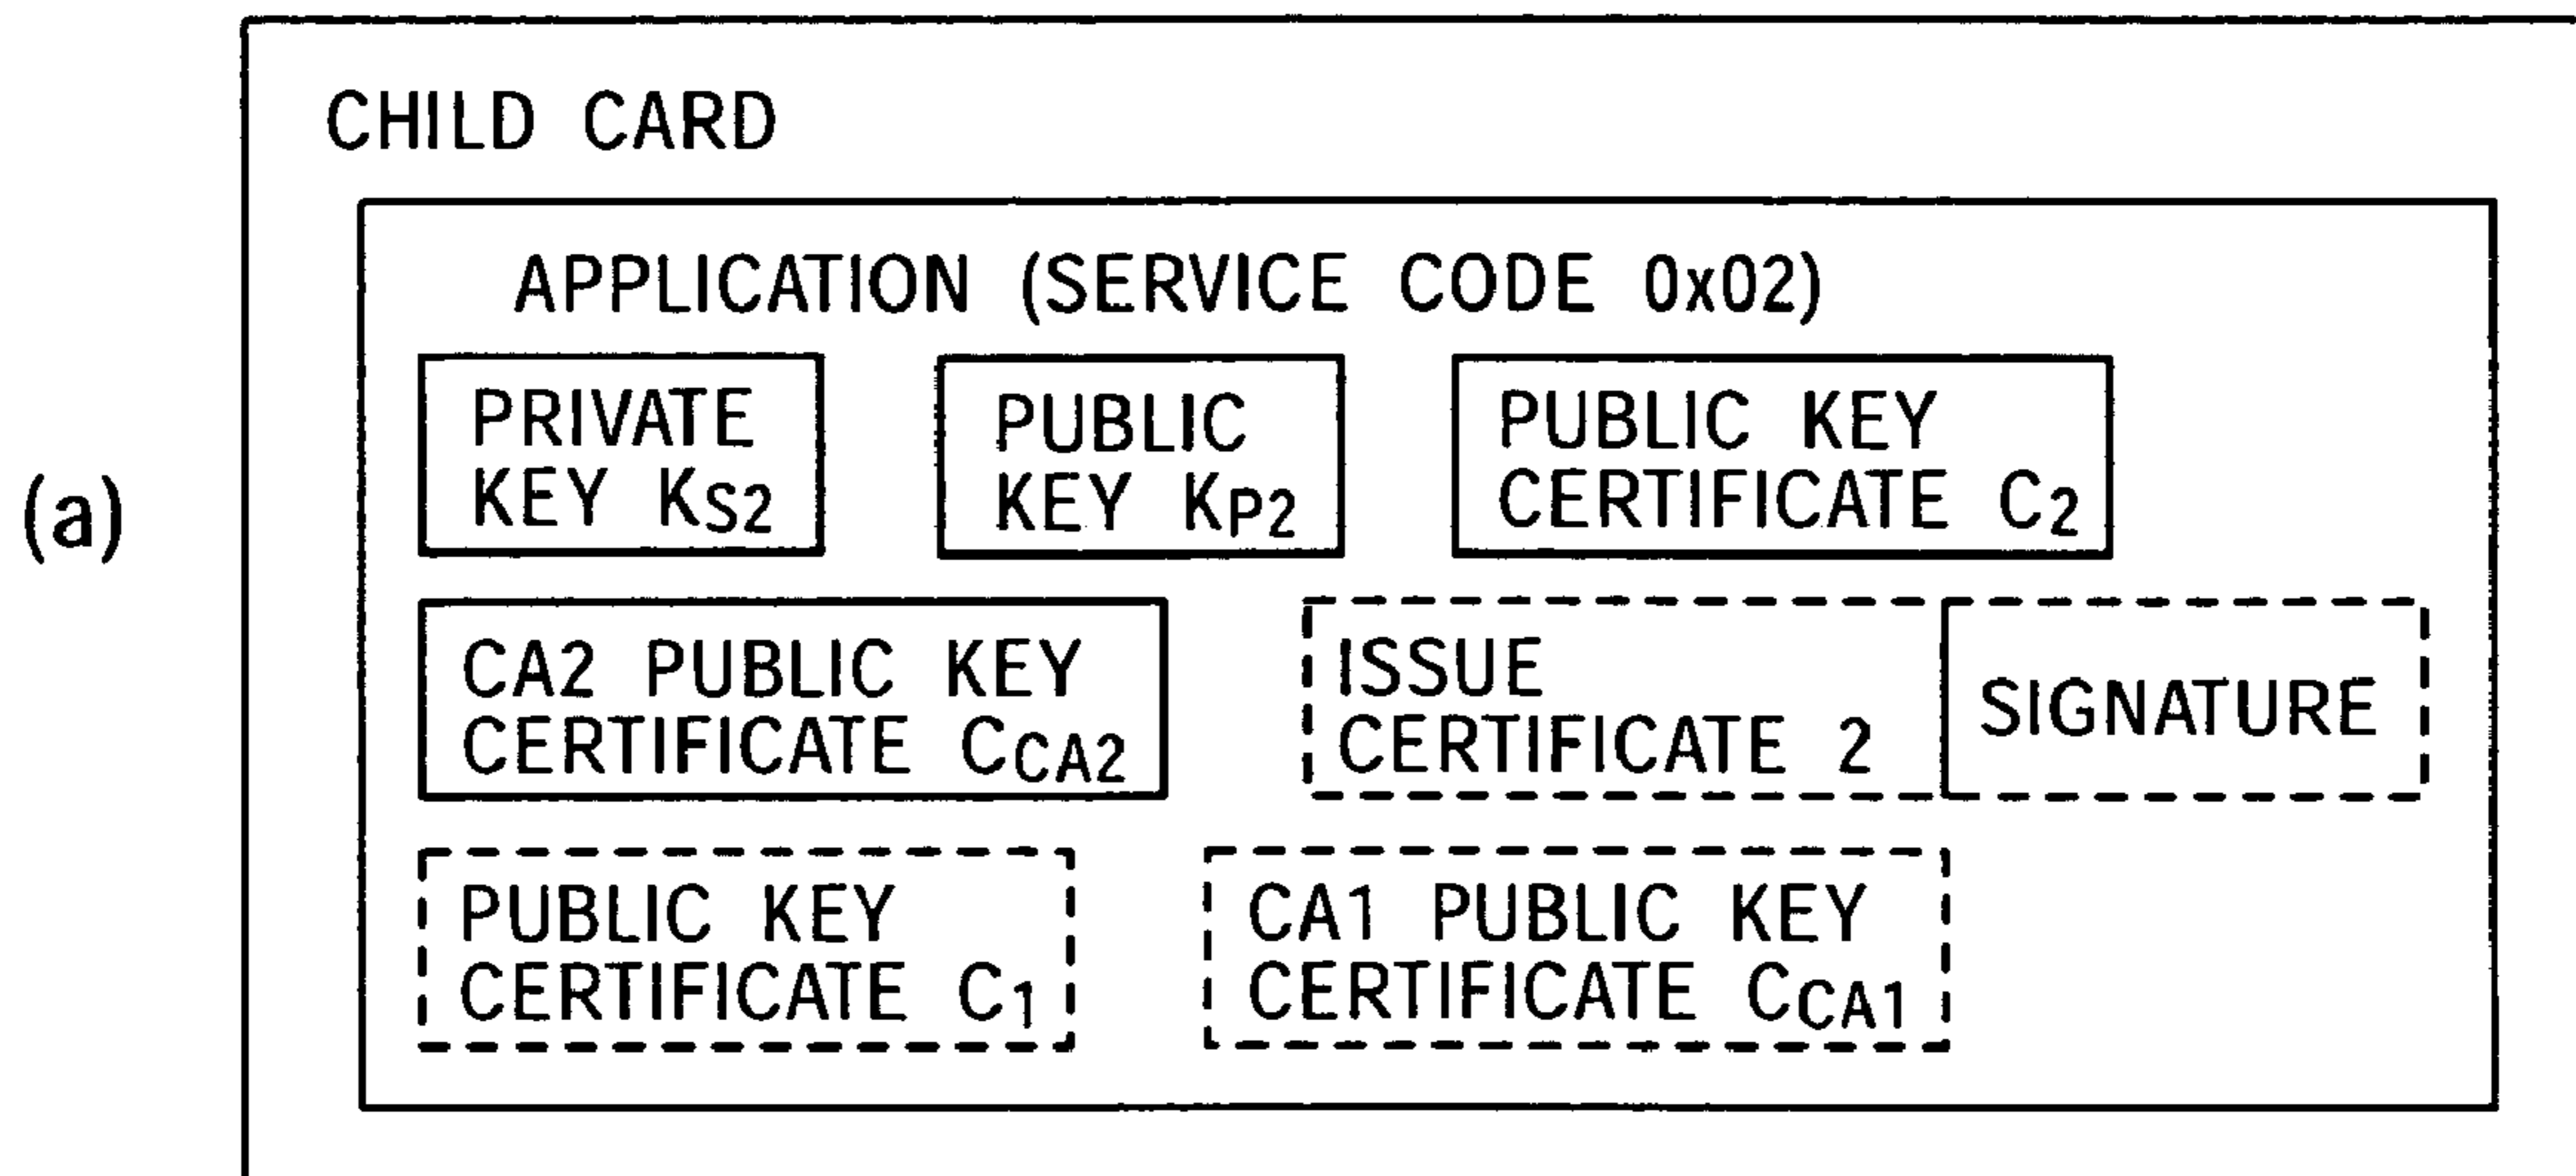 CHILD CARD
APPLICATION (SERVICE CODE 0x02)
(a)
PRIVATE
KEY KS2
PUBLIC
KEY KP2
PUBLIC KEY
CERTIFICATE C2
CA2 PUBLIC KEY
CERTIFICATE CCA2
ISSUE
CERTIFICATE 2
SIGNATURE
PUBLIC KEY
CERTIFICATE C1
CA1 PUBLIC KEY
CERTIFICATE CCA1